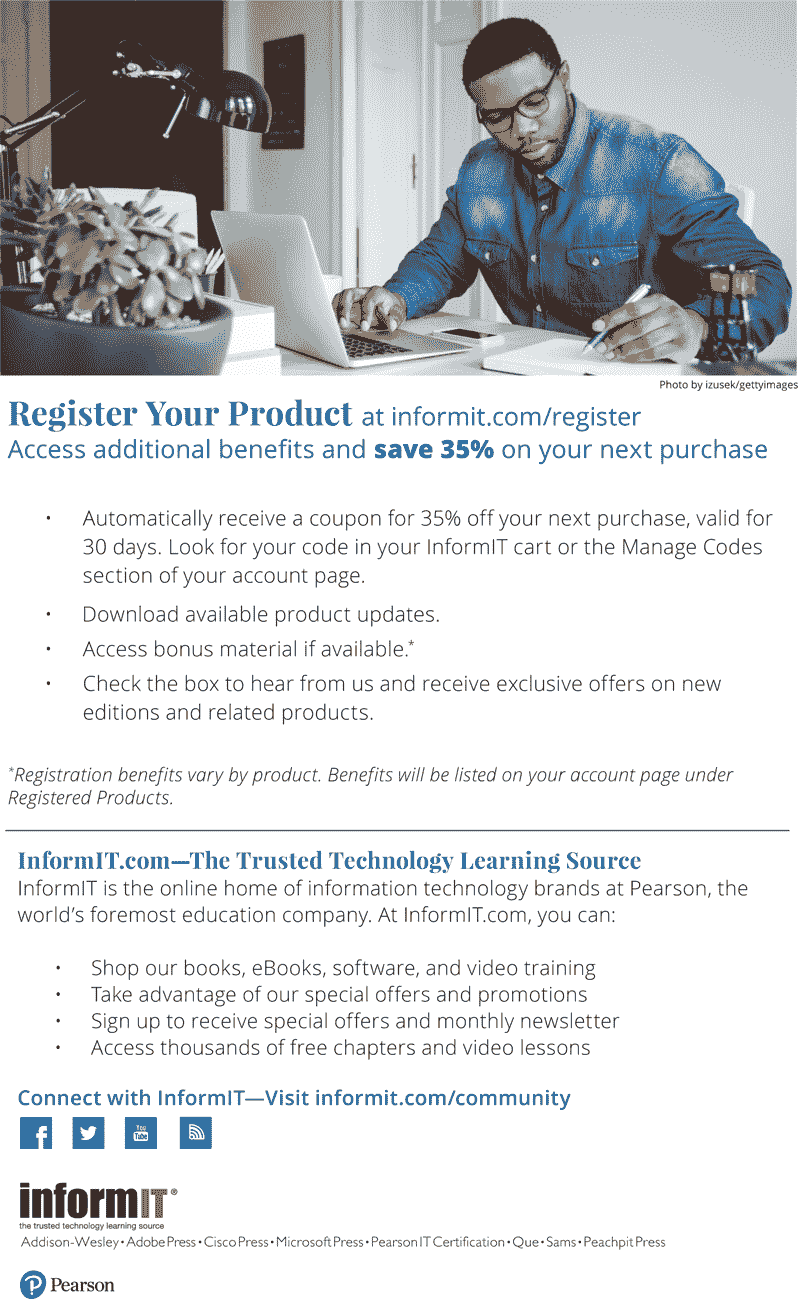 Photo by izusek/gettyimages
Register Your Product at informit.com/register
Access additional benefits and save 35% on your next purchase
• Automatically receive a coupon for 35% off your next purchase, valid for
30 days. Look for your code in your InformIT cart or the Manage Codes
section of your account page.
• Download available product updates.
• Access bonus material if available.*
• Check the box to hear from us and receive exclusive offers on new
editions and related products.
*Registration benefits vary by product. Benefits will be listed on your account page under
Registered Products.
InformIT.com—The Trusted Technology Learning Source
InformIT is the online home of information technology brands at Pearson, the
world's foremost education company. At InformIT.com, you can:
• Shop our books, eBooks, software, and video training
• Take advantage of our special offers and promotions
• Sign up to receive special offers and monthly newsletter
• Access thousands of free chapters and video lessons
Connect with InformIT—Visit informit.com/community
You Tube
informIT®
the trusted technology learning source
Addison-Wesley • Adobe Press • Cisco Press • Microsoft Press • Pearson IT Certification • Que • Sams • Peachpit Press
P Pearson